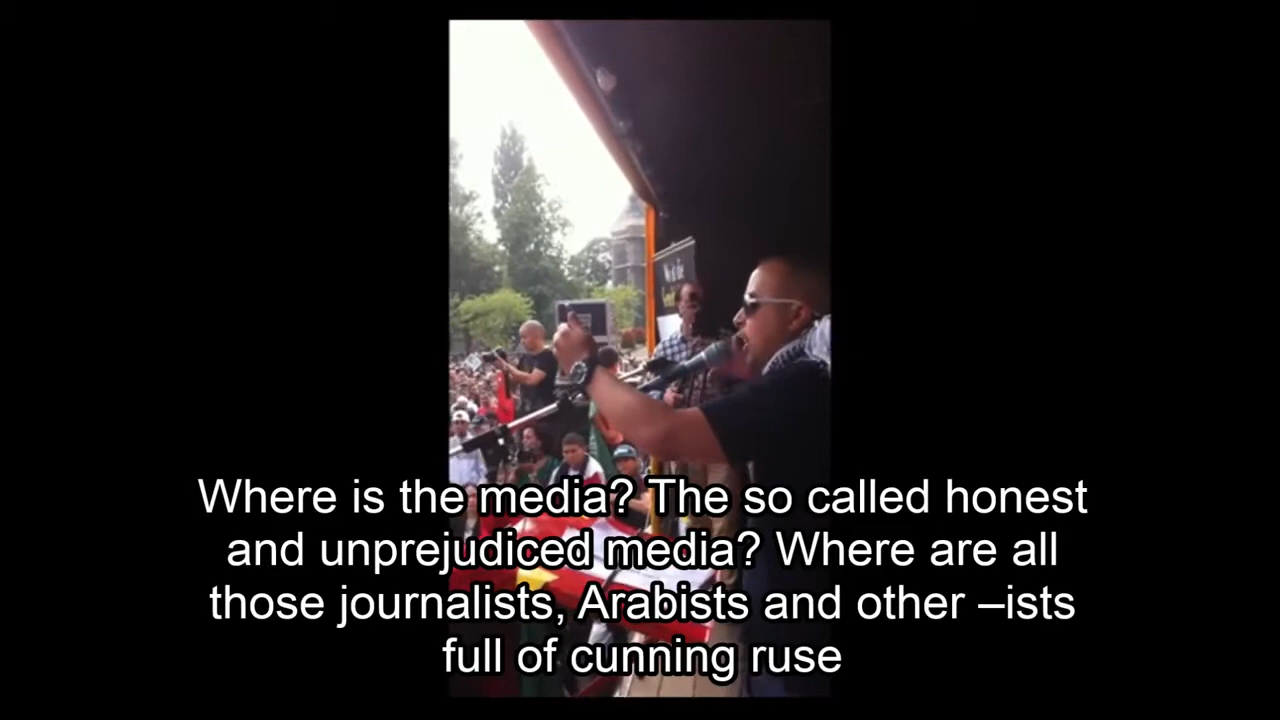 Where is the media? The so called honest
and unprejudiced media? Where are all
those journalists, Arabists and other –ists
full of cunning ruse